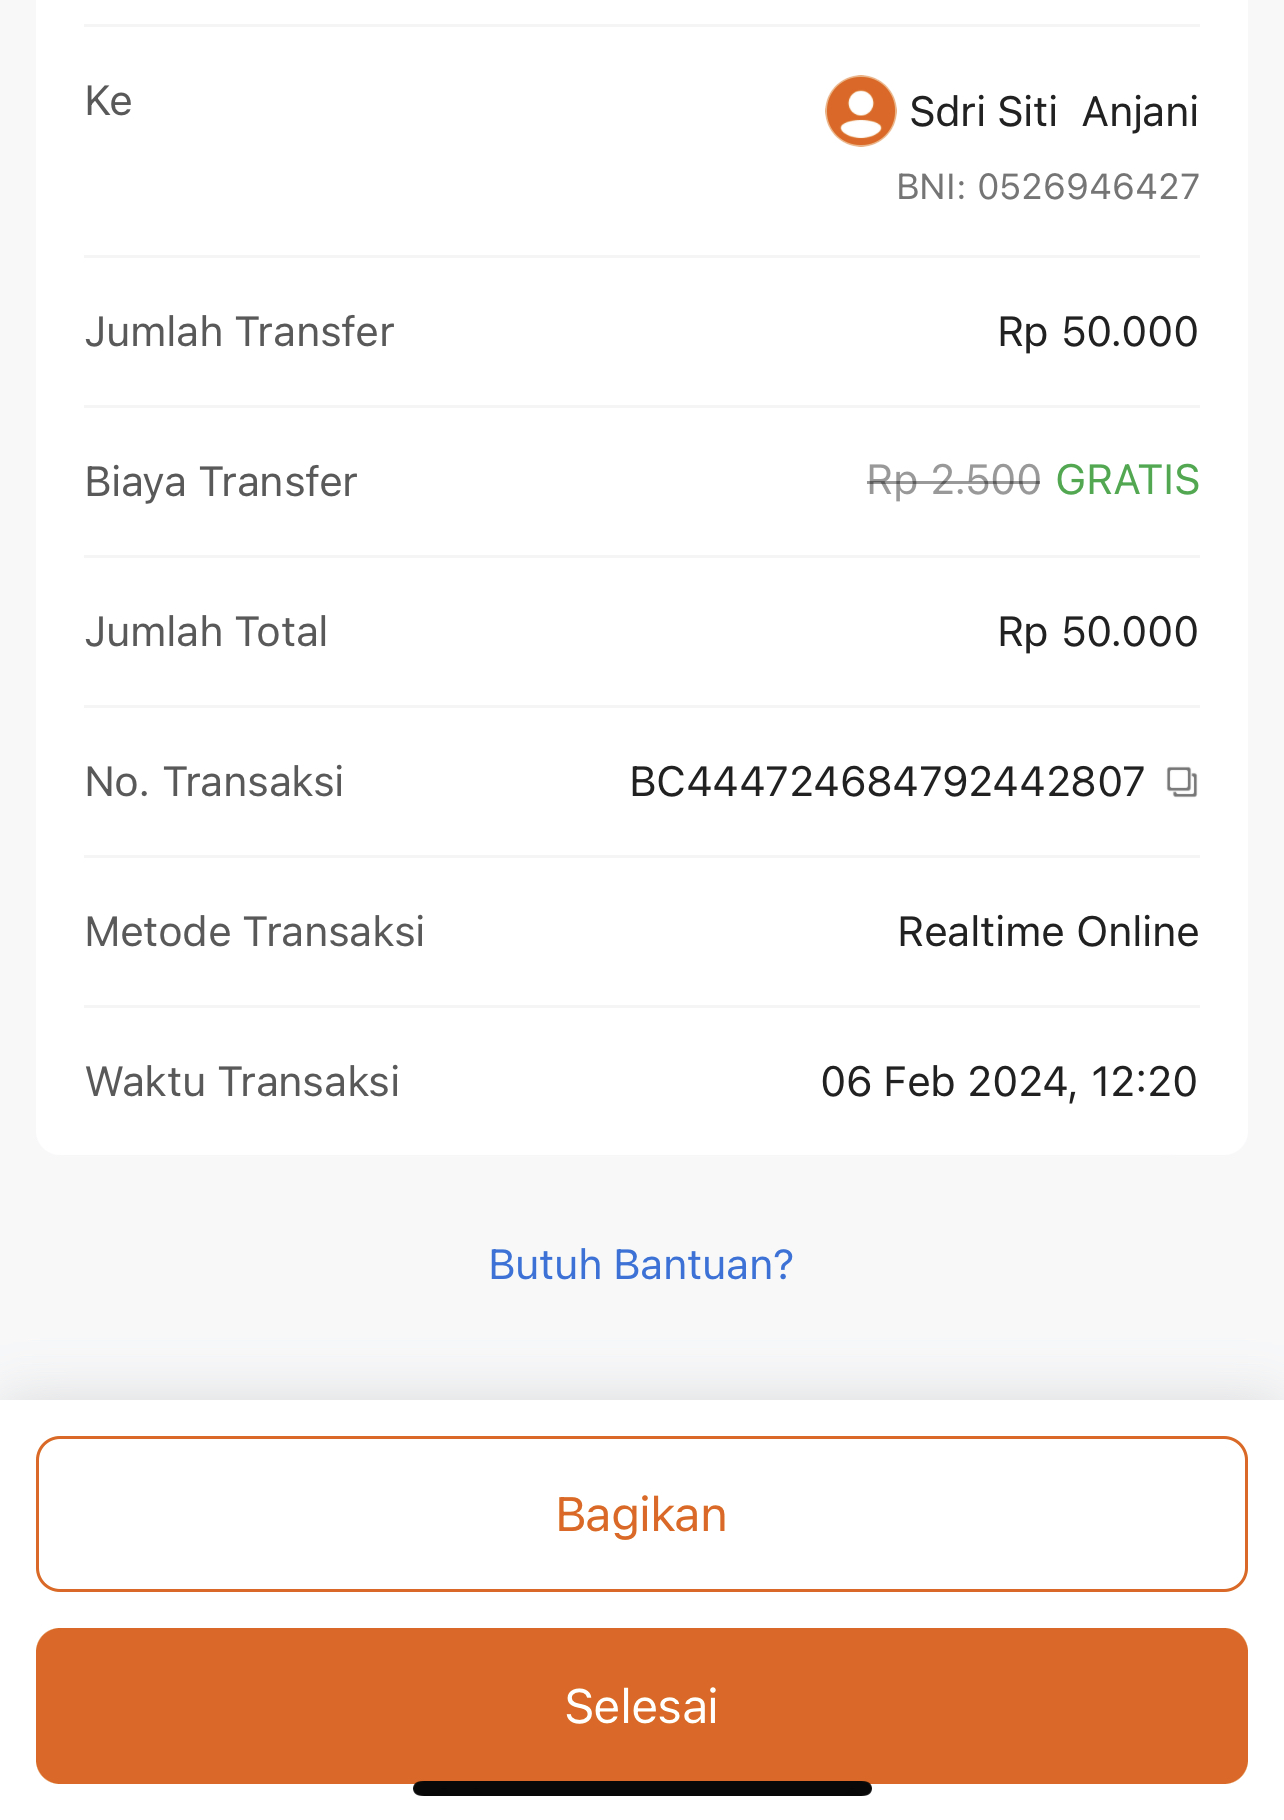 Ke
Sdri Siti  Anjani
BNI: 0526946427
Jumlah Transfer Rp 50.000
Biaya Transfer Rp 2.500 GRATIS
Jumlah Total Rp 50.000
No. Transaksi BC444724684792442807
Metode Transaksi Realtime Online
Waktu Transaksi 06 Feb 2024, 12:20
Butuh Bantuan?
Bagikan
Selesai